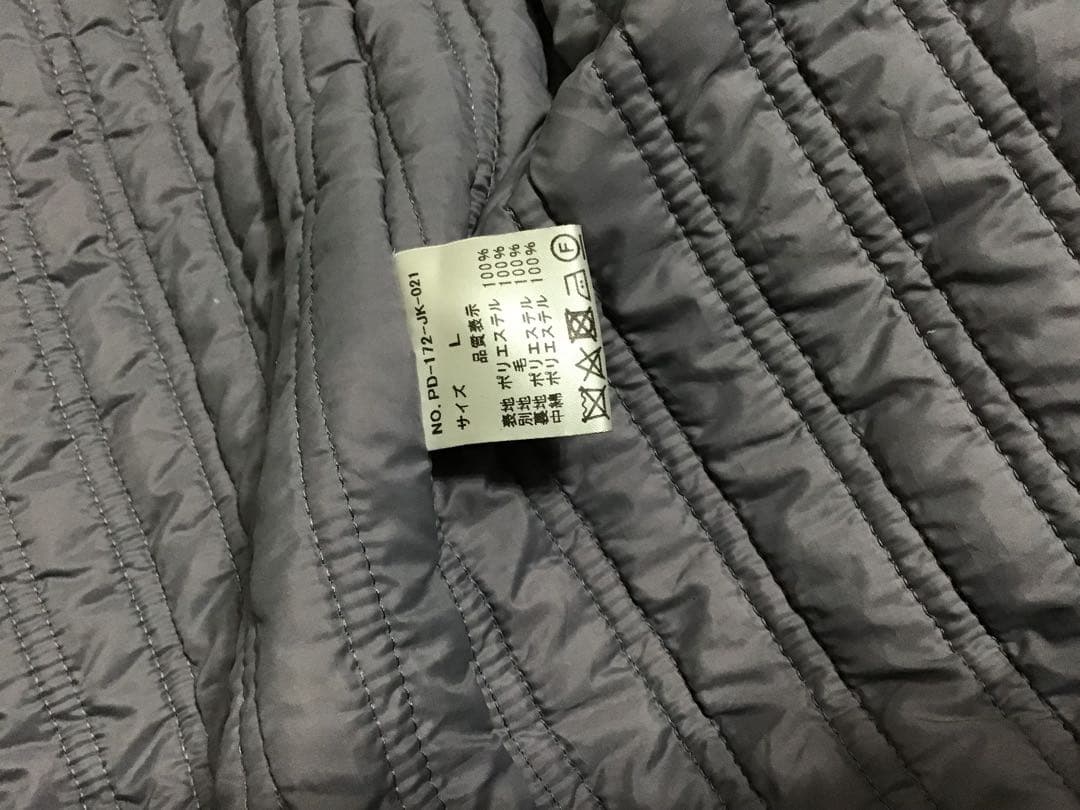 NO. PD-172-JK-021
サイズ L
品質表示
表地 ポリエステル 100%
別地 毛 100%
裏地 ポリエステル 100%
中綿 ポリエステル 100%
F